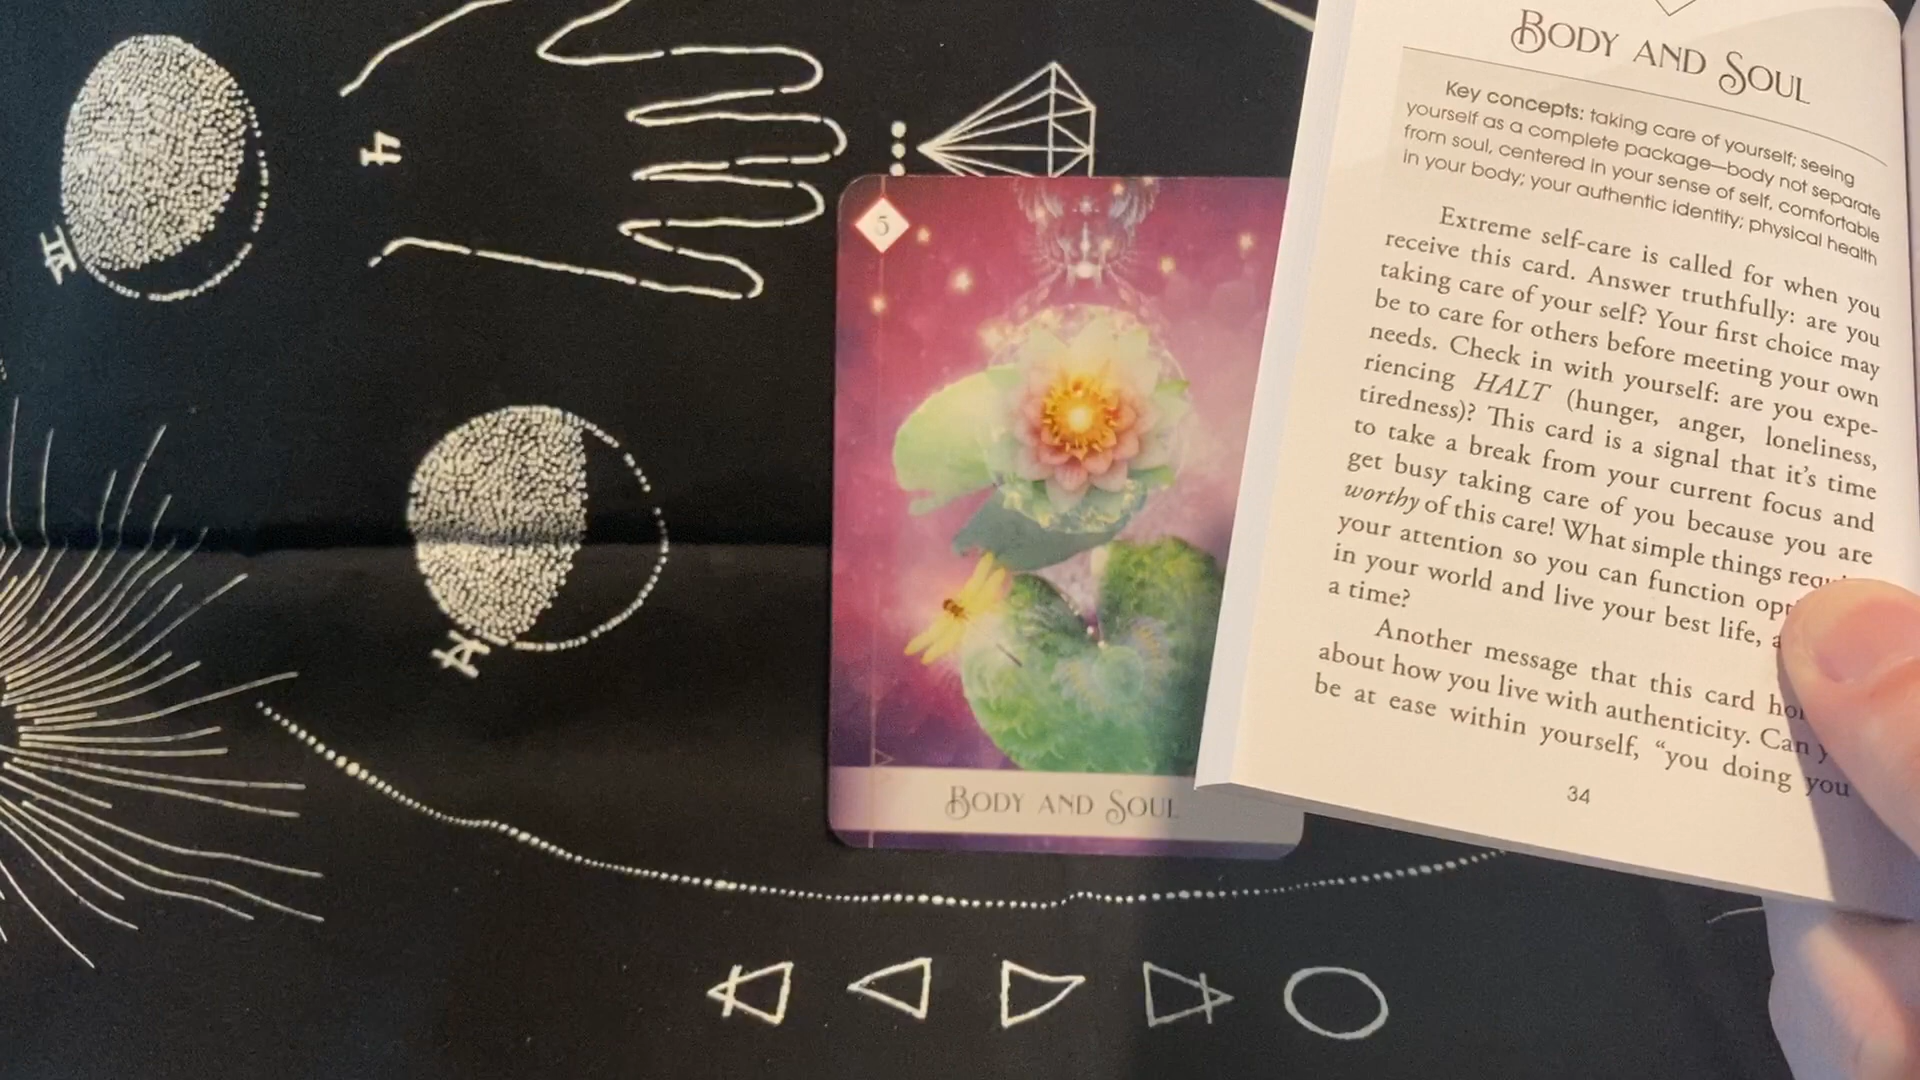 BODY AND SOUL
Key concepts: taking care of yourself; seeing
yourself as a complete package—body not separate
from soul, centered in your sense of self, comfortable
in your body; your authentic identity; physical health
Extreme self-care is called for when you
receive this card. Answer truthfully: are you
taking care of your self? Your first choice may
be to care for others before meeting your own
needs. Check in with yourself: are you expe-
riencing HALT (hunger, anger, loneliness,
tiredness)? This card is a signal that it's time
to take a break from your current focus and
get busy taking care of you because you are
worthy of this care! What simple things
your attention so you can function
in your world and live your best life,
a time?
Another message that this card
about how you live with authenticity. Can
be at ease within yourself, “you doing you
34
5
BODY AND SOUL
4